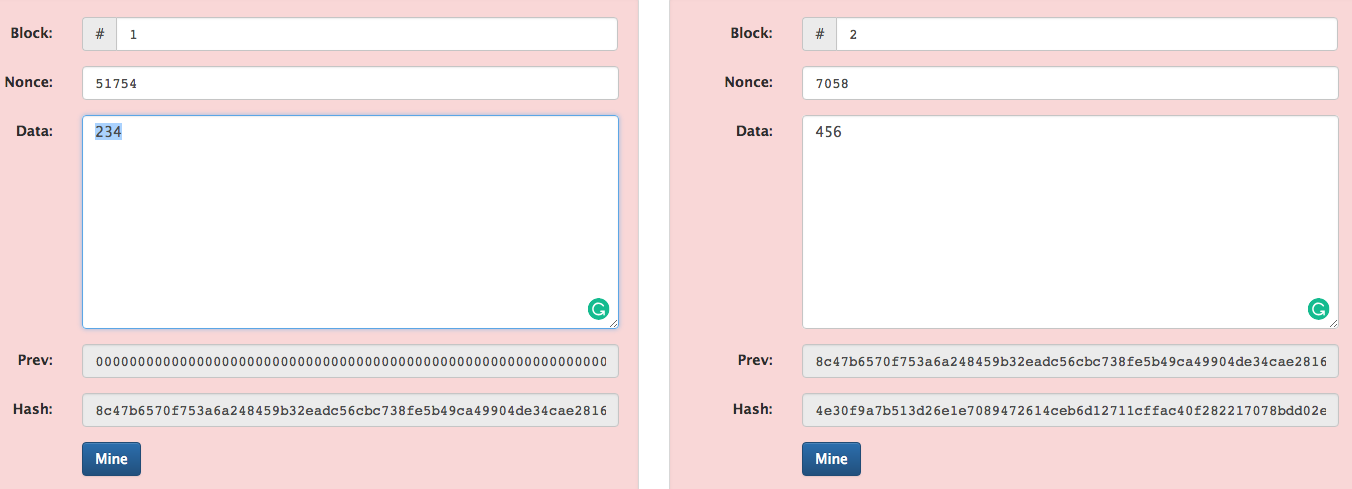 Block: # 1
Nonce: 51754
Data: 234
Prev: 0000000000000000000000000000000000000000000000000000000000000
Hash: 8c47b6570f753a6a248459b32eadc56cbc738fe5b49ca49904de34cae2816
Mine
Block: # 2
Nonce: 7058
Data: 456
Prev: 8c47b6570f753a6a248459b32eadc56cbc738fe5b49ca49904de34cae2816
Hash: 4e30f9a7b513d26e1e7089472614ceb6d12711cffac40f282217078bdd02e
Mine